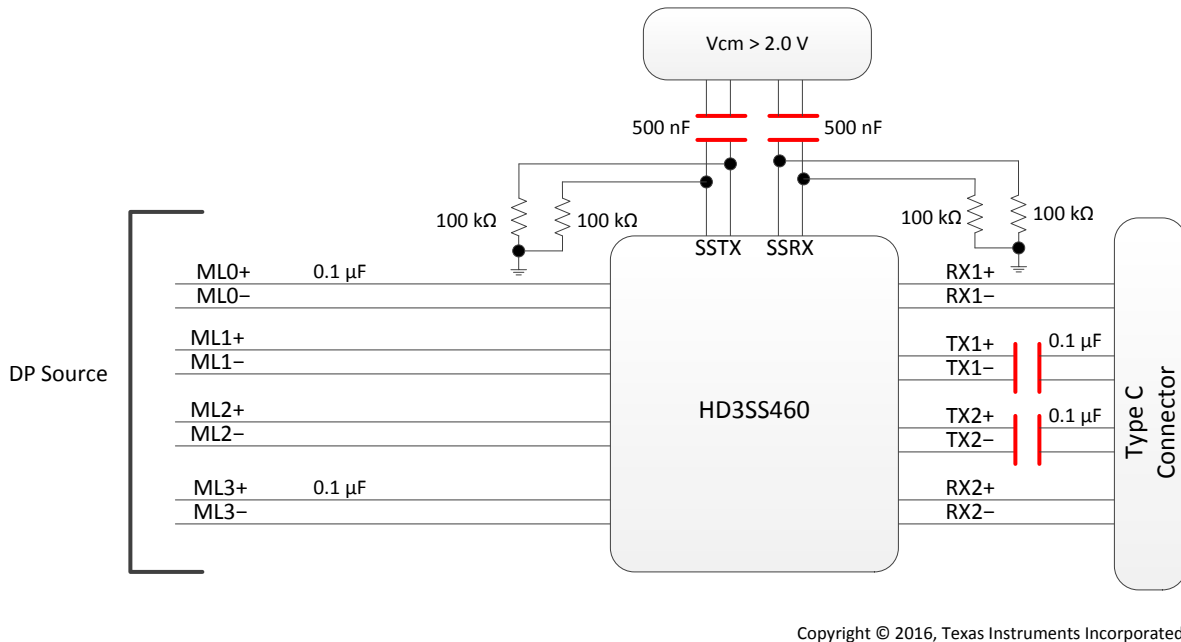 Vcm > 2.0 V
500 nF
500 nF
100 kΩ
100 kΩ
100 kΩ
100 kΩ
SSTX
SSRX
DP Source
ML0+
0.1 µF
ML0−
ML1+
ML1−
ML2+
ML2−
ML3+
0.1 µF
ML3−
HD3SS460
RX1+
RX1−
TX1+
0.1 µF
TX1−
TX2+
0.1 µF
TX2−
RX2+
RX2−
Type C
Connector
Copyright © 2016, Texas Instruments Incorporated